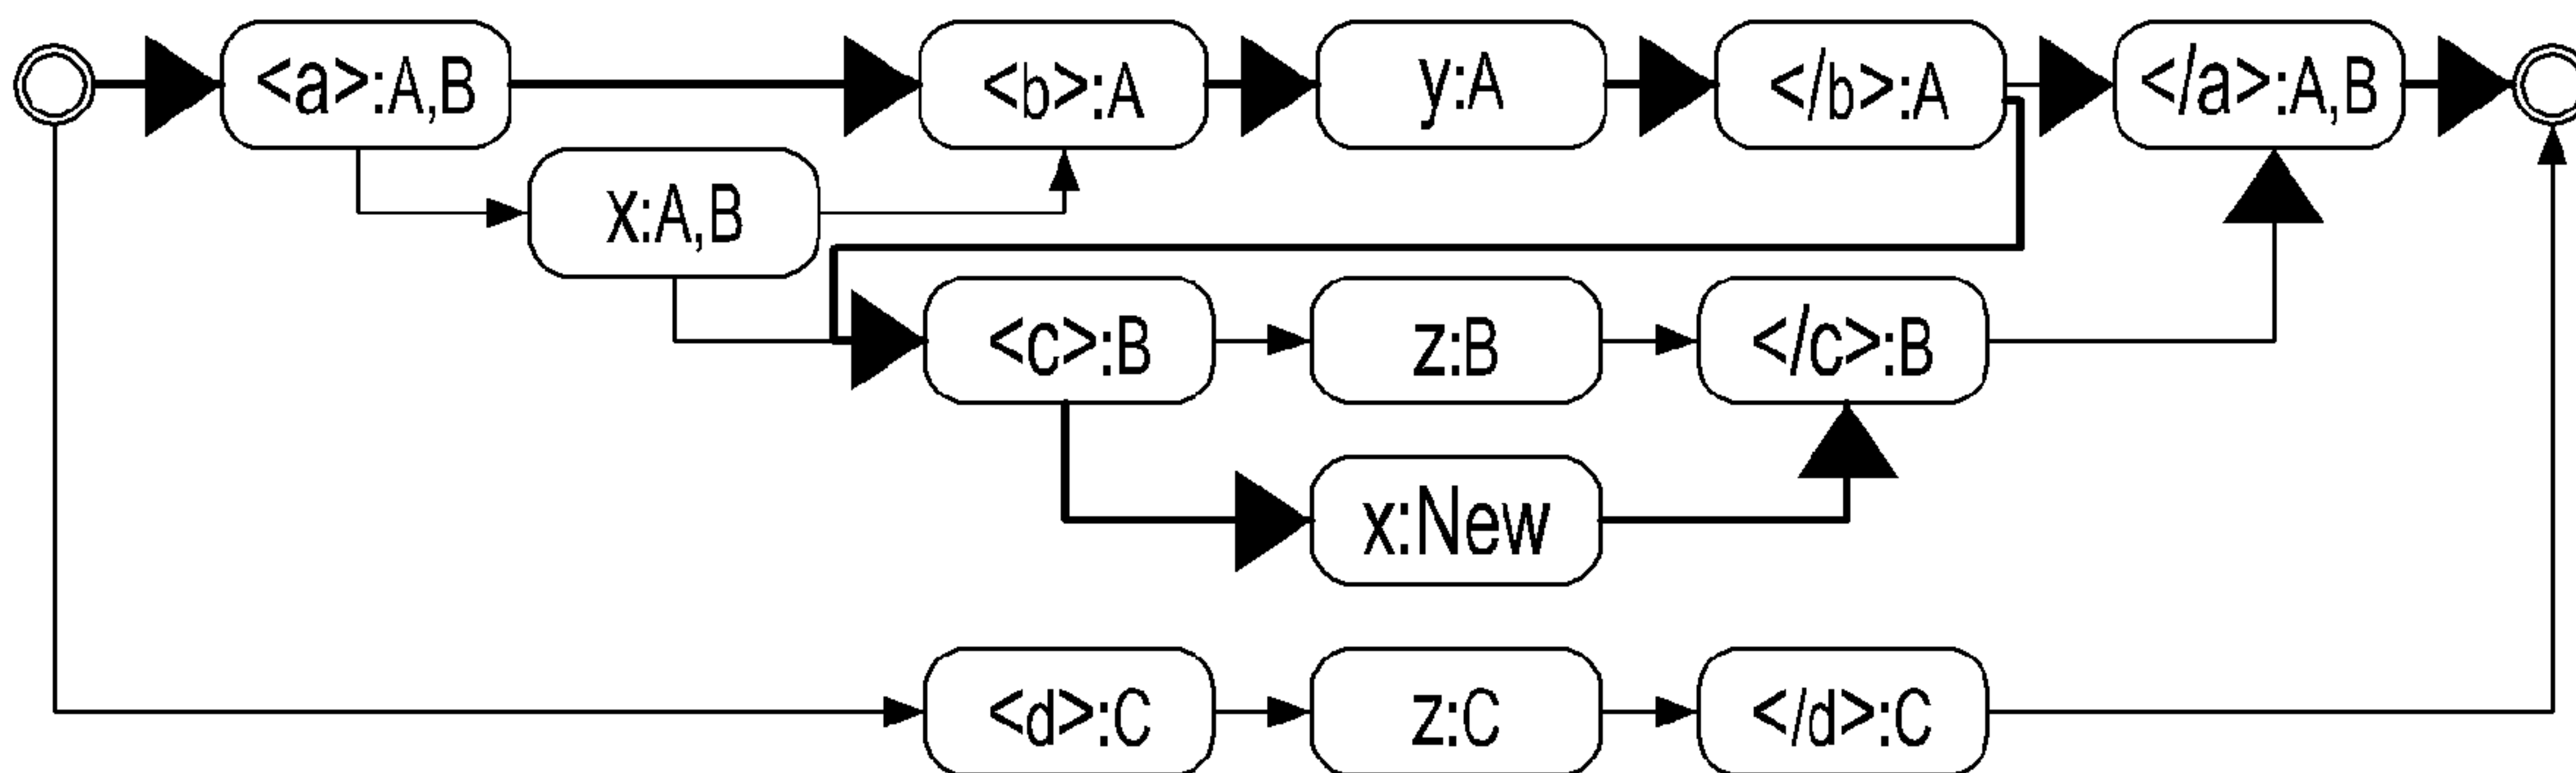 <a>:A,B
<b>:A
y:A
</b>:A
</a>:A,B
x:A,B
<c>:B
z:B
</c>:B
x:New
<d>:C
z:C
</d>:C